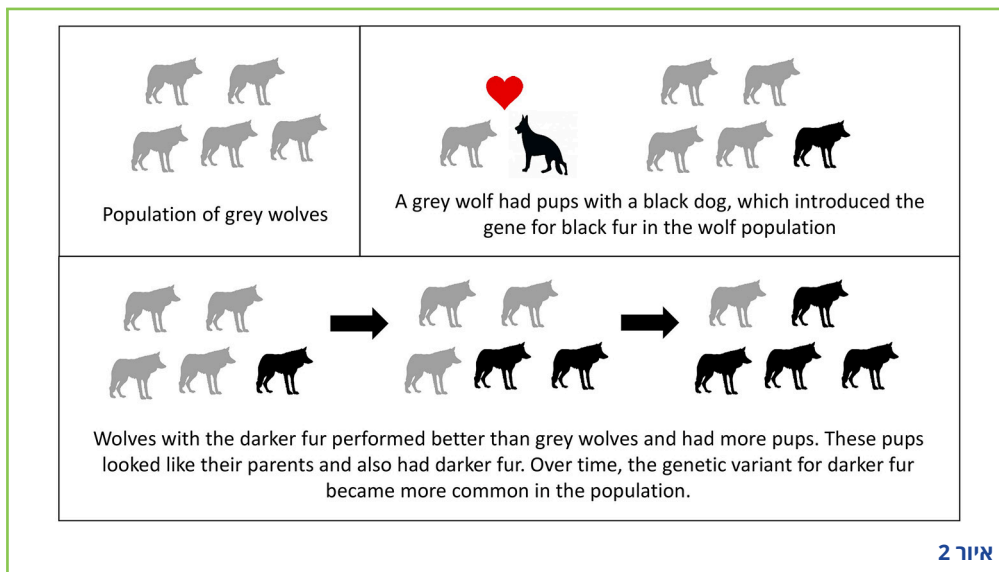 Population of grey wolves
A grey wolf had pups with a black dog, which introduced the
gene for black fur in the wolf population
Wolves with the darker fur performed better than grey wolves and had more pups. These pups
looked like their parents and also had darker fur. Over time, the genetic variant for darker fur
became more common in the population.
איור 2